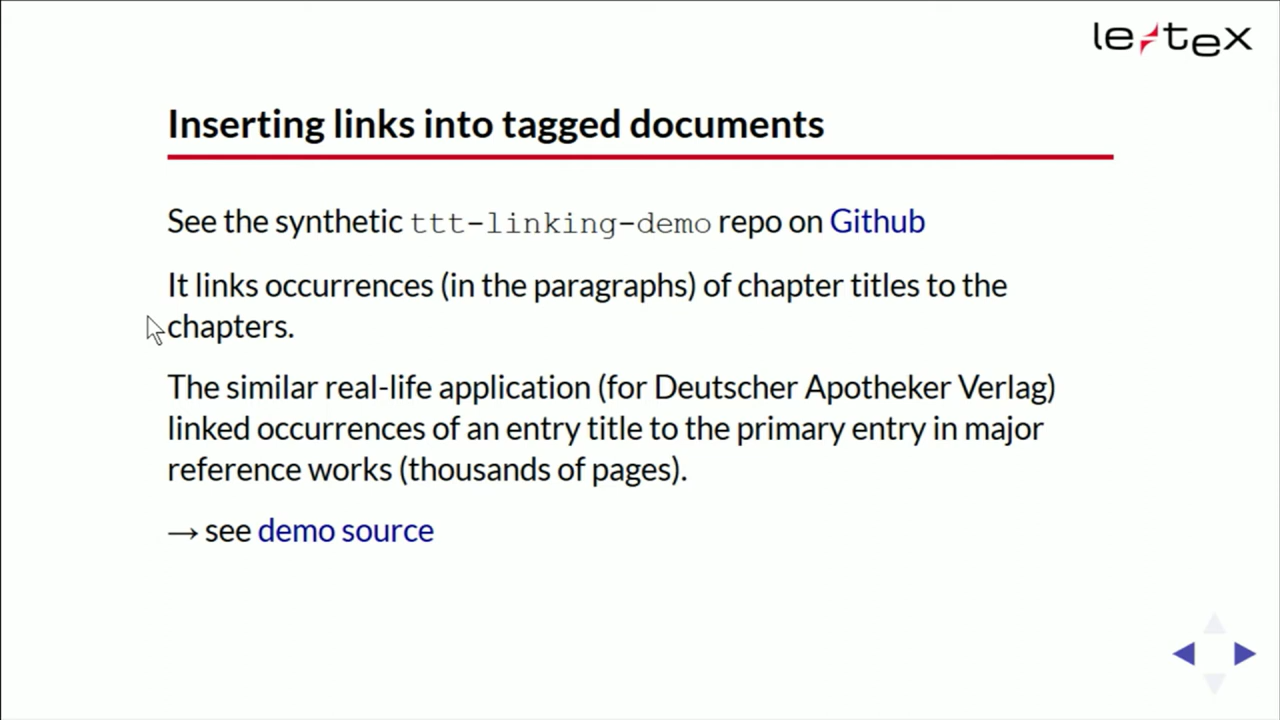 le-tex
Inserting links into tagged documents
See the synthetic ttt-linking-demo repo on Github
It links occurrences (in the paragraphs) of chapter titles to the
chapters.
The similar real-life application (for Deutscher Apotheker Verlag)
linked occurrences of an entry title to the primary entry in major
reference works (thousands of pages).
→ see demo source